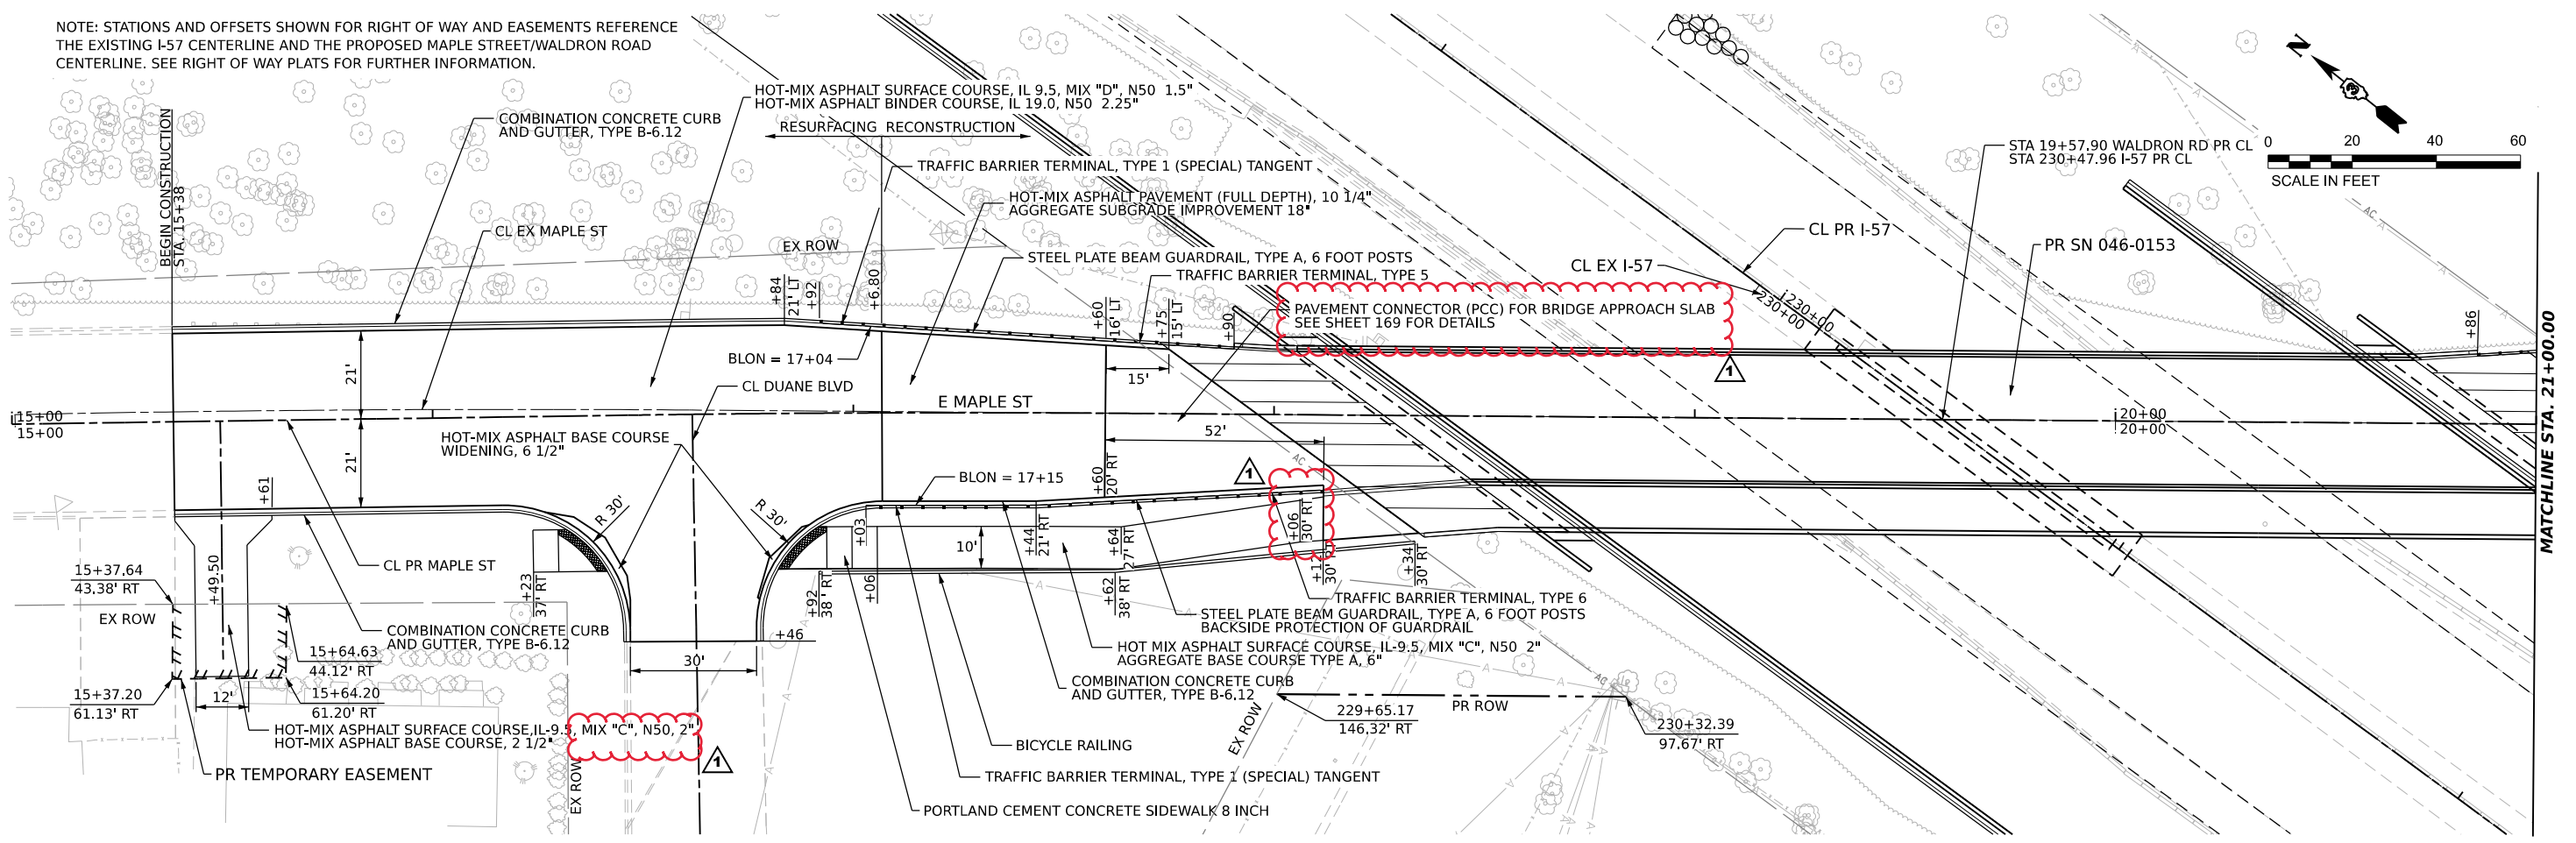 NOTE: STATIONS AND OFFSETS SHOWN FOR RIGHT OF WAY AND EASEMENTS REFERENCE
THE EXISTING I-57 CENTERLINE AND THE PROPOSED MAPLE STREET/WALDRON ROAD
CENTERLINE. SEE RIGHT OF WAY PLATS FOR FURTHER INFORMATION.
BEGIN CONSTRUCTION
STA. 15+38
COMBINATION CONCRETE CURB
AND GUTTER, TYPE B-6.12
CL EX MAPLE ST
HOT-MIX ASPHALT SURFACE COURSE, IL 9.5, MIX "D", N50 1.5"
HOT-MIX ASPHALT BINDER COURSE, IL 19.0, N50 2.25"
RESURFACING
RECONSTRUCTION
TRAFFIC BARRIER TERMINAL, TYPE 1 (SPECIAL) TANGENT
HOT-MIX ASPHALT PAVEMENT (FULL DEPTH), 10 1/4"
AGGREGATE SUBGRADE IMPROVEMENT 18"
EX ROW
STEEL PLATE BEAM GUARDRAIL, TYPE A, 6 FOOT POSTS
TRAFFIC BARRIER TERMINAL, TYPE 5
PAVEMENT CONNECTOR (PCC) FOR BRIDGE APPROACH SLAB
SEE SHEET 169 FOR DETAILS
1
CL EX I-57
CL PR I-57
230+00
230+00
PR SN 046-0153
STA 19+57.90 WALDRON RD PR CL
STA 230+47.96 I-57 PR CL
N
0 20 40 60
SCALE IN FEET
AC
AC
+84
21' LT
+92
+6.80
+60
16' LT
+75
15' LT
+90
+86
MATCHLINE STA. 21+00.00
BLON = 17+04
CL DUANE BLVD
21'
21'
15'
52'
E MAPLE ST
15+00
15+00
20+00
20+00
HOT-MIX ASPHALT BASE COURSE
WIDENING, 6 1/2"
BLON = 17+15
1
AC
+60
20' RT
+61
R 30'
R 30'
+03
10'
+44
21' RT
+64
27' RT
+06
30' RT
+12
30' RT
+34
30' RT
+49.50
CL PR MAPLE ST
+23
37' RT
+92
38' RT
+06
+62
38' RT
15+37.64
43.38' RT
EX ROW
TRAFFIC BARRIER TERMINAL, TYPE 6
STEEL PLATE BEAM GUARDRAIL, TYPE A, 6 FOOT POSTS
BACKSIDE PROTECTION OF GUARDRAIL
COMBINATION CONCRETE CURB
AND GUTTER, TYPE B-6.12
+46
HOT MIX ASPHALT SURFACE COURSE, IL-9.5, MIX "C", N50 2"
AGGREGATE BASE COURSE TYPE A, 6"
15+64.63
44.12' RT
30'
COMBINATION CONCRETE CURB
AND GUTTER, TYPE B-6.12
15+37.20
61.13' RT
12'
15+64.20
61.20' RT
PR ROW
229+65.17
146.32' RT
230+32.39
97.67' RT
EX ROW
HOT-MIX ASPHALT SURFACE COURSE, IL-9.5, MIX "C", N50, 2"
HOT-MIX ASPHALT BASE COURSE, 2 1/2"
1
BICYCLE RAILING
PR TEMPORARY EASEMENT
EX ROW
TRAFFIC BARRIER TERMINAL, TYPE 1 (SPECIAL) TANGENT
PORTLAND CEMENT CONCRETE SIDEWALK 8 INCH